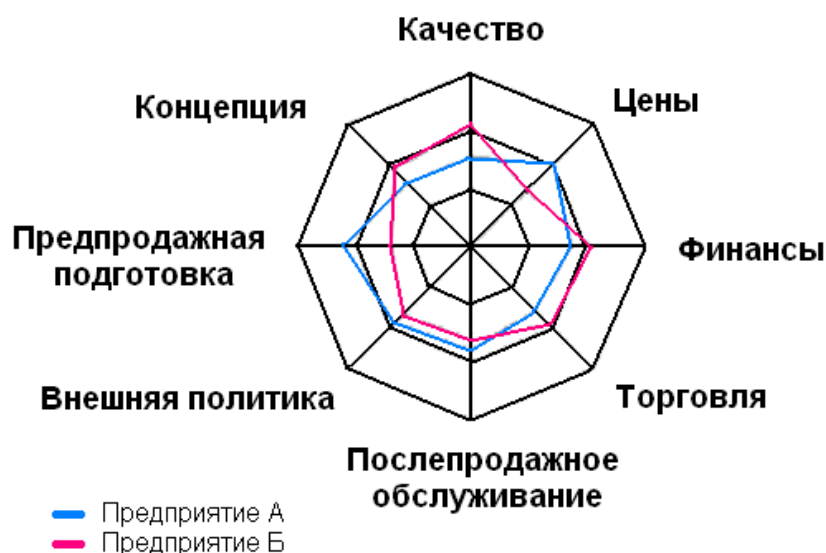 Качество
Концепция
Цены
Предпродажная
подготовка
Финансы
Внешняя политика
Торговля
Послепродажное
обслуживание
Предприятие А
Предприятие Б